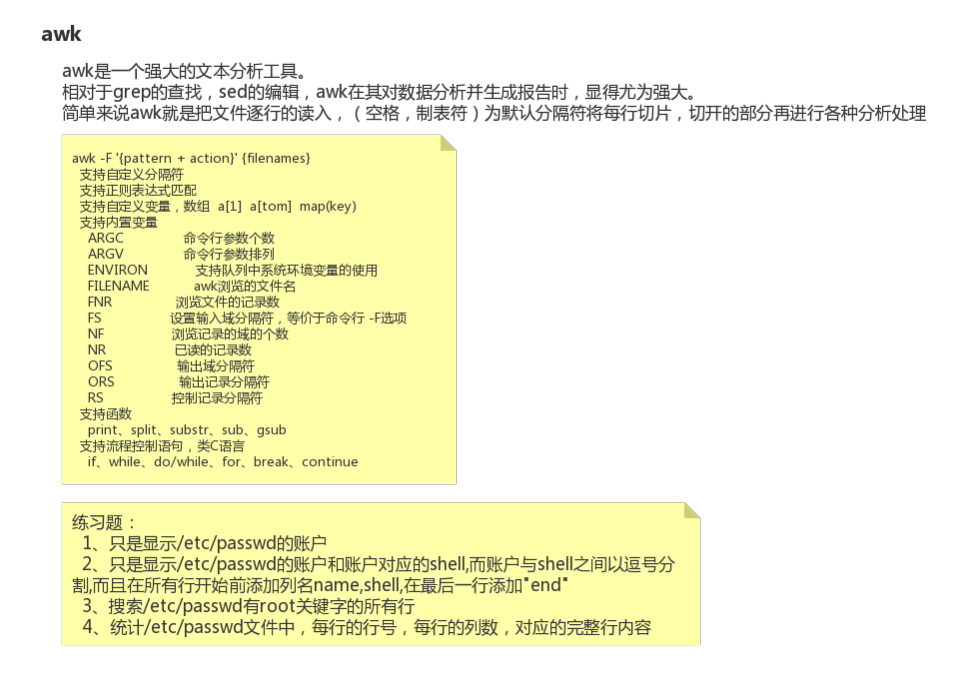 awk
awk是一个强大的文本分析工具。
相对于grep的查找，sed的编辑，awk在其对数据分析并生成报告时，显得尤为强大。
简单来说awk就是把文件逐行的读入，（空格，制表符）为默认分隔符将每行切片，切开的部分再进行各种分析处理
awk -F '{pattern + action}' {filenames}
支持自定义分隔符
支持正则表达式匹配
支持自定义变量，数组 a[1] a[tom] map(key)
支持内置变量
ARGC 命令行参数个数
ARGV 命令行参数排列
ENVIRON 支持队列中系统环境变量的使用
FILENAME awk浏览的文件名
FNR 浏览文件的记录数
FS 设置输入域分隔符，等价于命令行 -F选项
NF 浏览记录的域的个数
NR 已读的记录数
OFS 输出域分隔符
ORS 输出记录分隔符
RS 控制记录分隔符
支持函数
print、split、substr、sub、gsub
支持流程控制语句，类C语言
if、while、do/while、for、break、continue
练习题：
1、只是显示/etc/passwd的账户
2、只是显示/etc/passwd的账户和账户对应的shell,而账户与shell之间以逗号分
割,而且在所有行开始前添加列名name,shell,在最后一行添加"end"
3、搜索/etc/passwd有root关键字的所有行
4、统计/etc/passwd文件中，每行的行号，每行的列数，对应的完整行内容